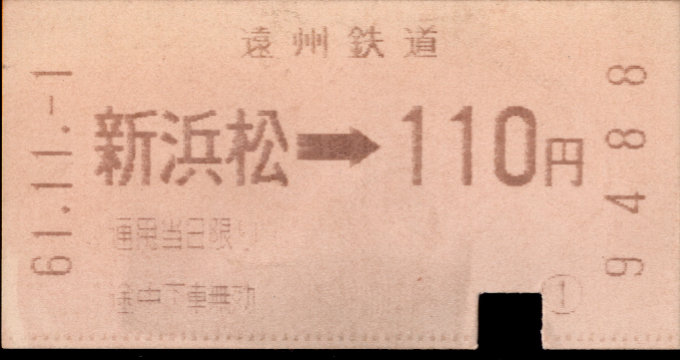 遠州鉄道
61.11.-1
新浜松➡110円
通用当日限り
途中下車無効
①
9488